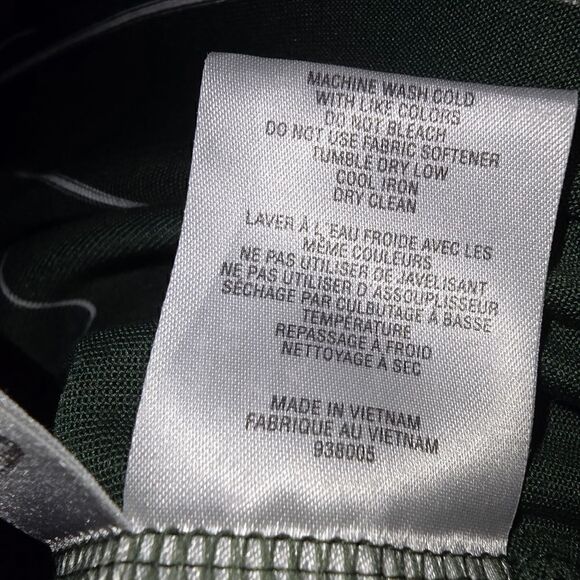 MACHINE WASH COLD
WITH LIKE COLORS
DO NOT BLEACH
DO NOT USE FABRIC SOFTENER
TUMBLE DRY LOW
COOL IRON
DRY CLEAN
LAVER À L'EAU FROIDE AVEC LES
MÊME COULEURS
NE PAS UTILISER DE JAVELISANT
NE PAS UTILISER D'ASSOUPLISSEUR
SÉCHAGE PAR CULBUTAGE À BASSE
TEMPÉRATURE
REPASSAGE À FROID
NETTOYAGE À SEC
MADE IN VIETNAM
FABRIQUE AU VIETNAM
938005